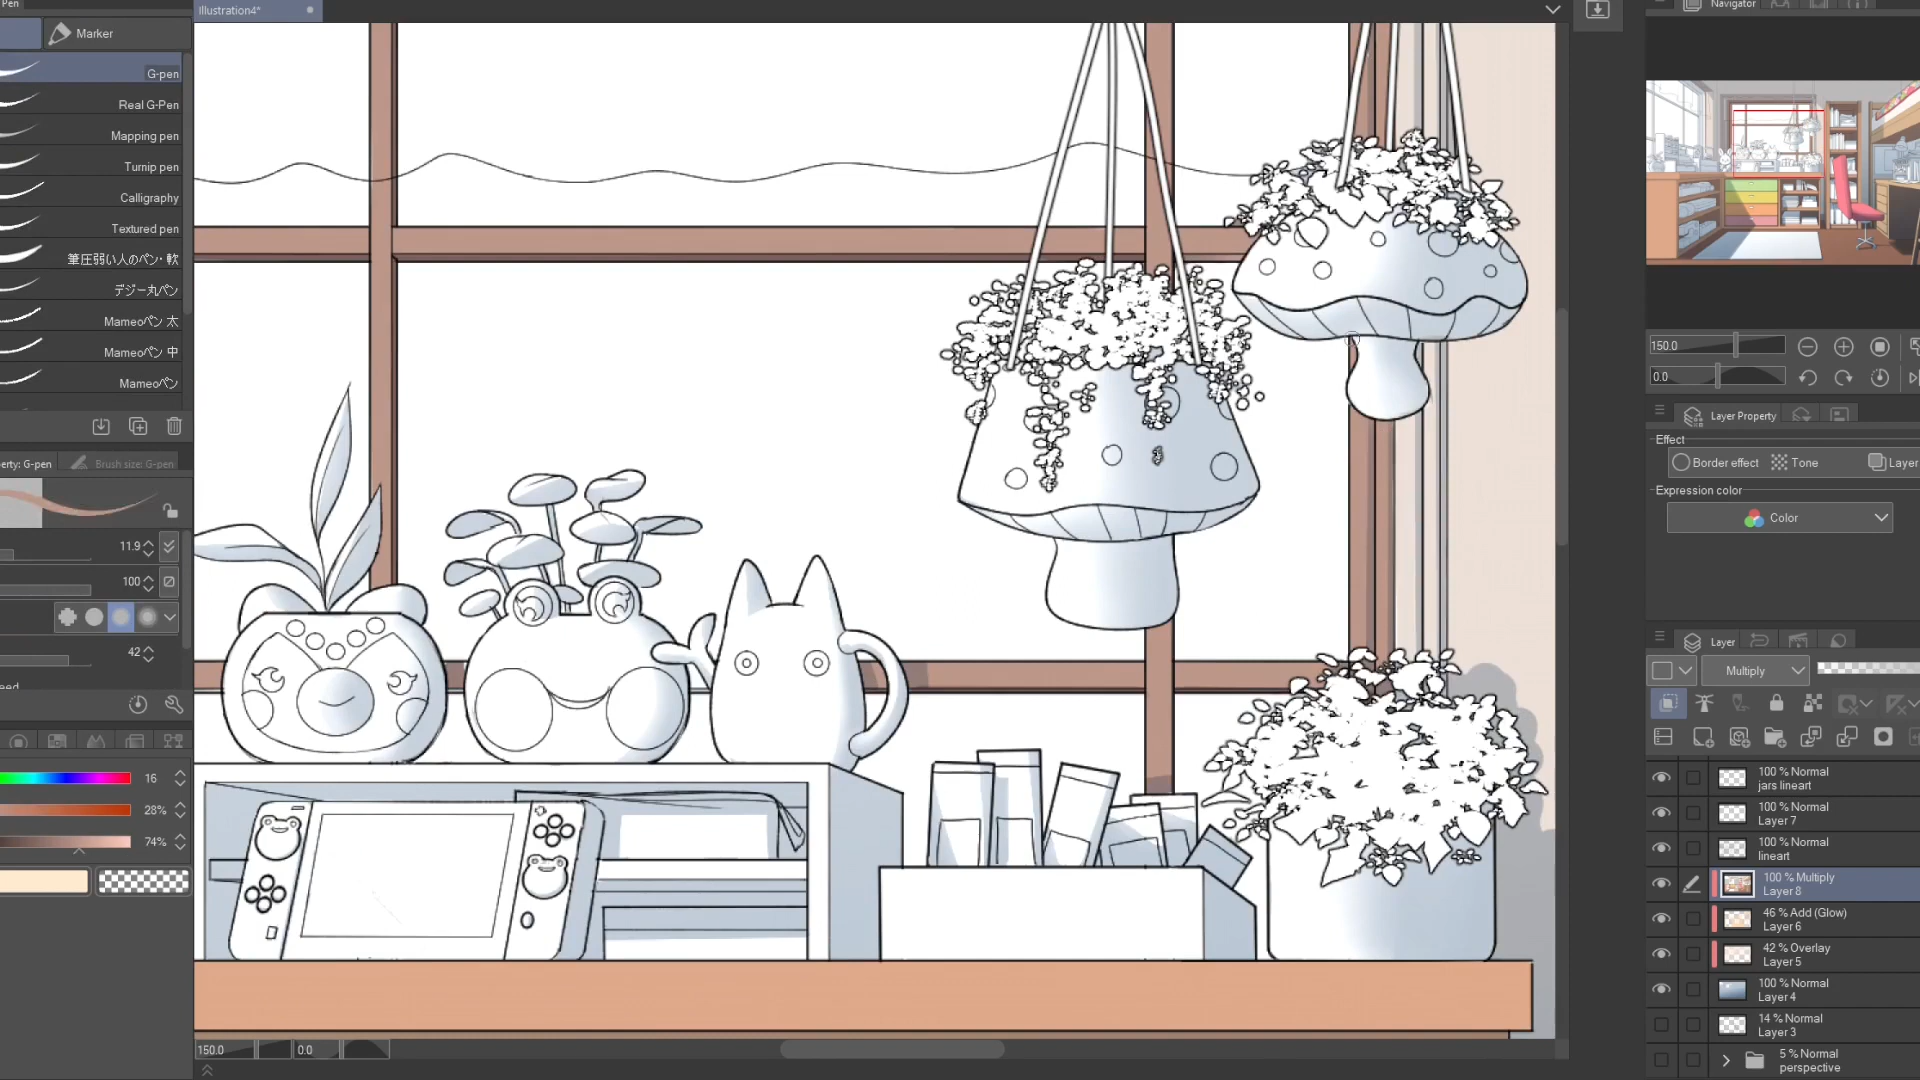 Pen
Illustration4*
Navigator
Marker
G-pen
Real G-Pen
Mapping pen
Turnip pen
Calligraphy
Textured pen
筆圧弱い人のペン・軟
デジー丸ペン
Mameoペン 太
Mameoペン 中
Mameoペン
erty: G-pen
Brush size: G-pen
11.9
100
42
eed
16
28%
74%
150.0
0.0
150.0
0.0
Layer Property
Effect
Border effect
Tone
Layer
Expression color
Color
Layer
Multiply
100 % Normal
jars lineart
100 % Normal
Layer 7
100 % Normal
lineart
100 % Multiply
Layer 8
46 % Add (Glow)
Layer 6
42 % Overlay
Layer 5
100 % Normal
Layer 4
14 % Normal
Layer 3
5 % Normal
perspective